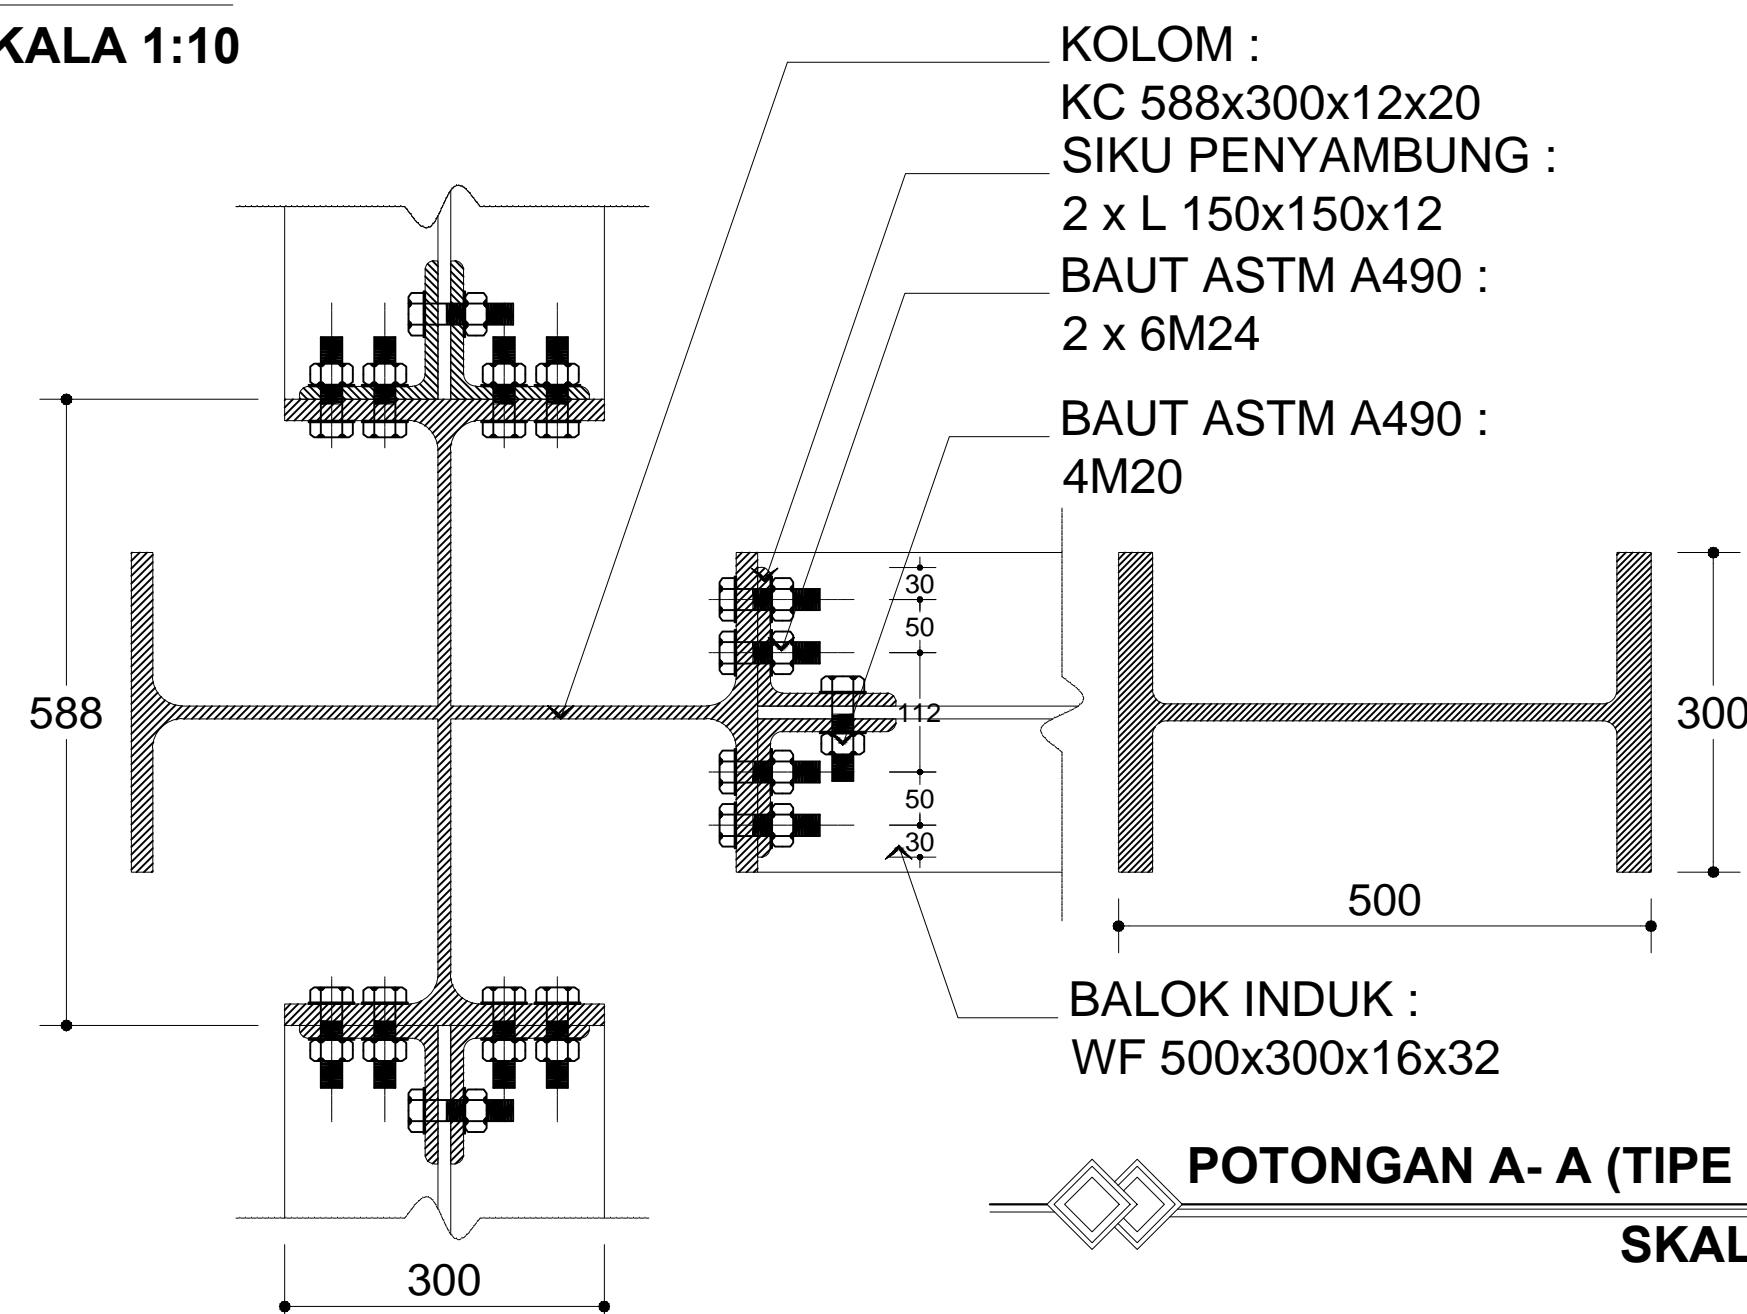 KALA 1:10
KOLOM :
KC 588x300x12x20
SIKU PENYAMBUNG :
2 x L 150x150x12
BAUT ASTM A490 :
2 x 6M24
BAUT ASTM A490 :
4M20
30
50
112
50
30
588
300
500
BALOK INDUK :
WF 500x300x16x32
POTONGAN A- A (TIPE
SKAL
300